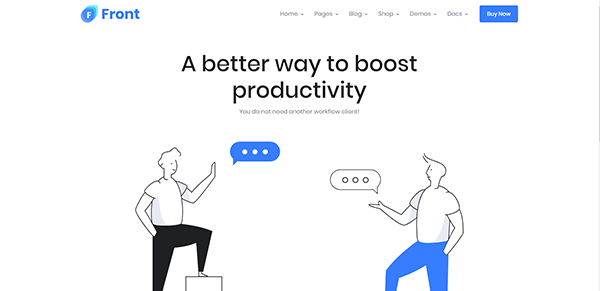 F Front
Home Pages Blog Shop Demos Docs Buy Now
A better way to boost
productivity
You do not need another workflow client!